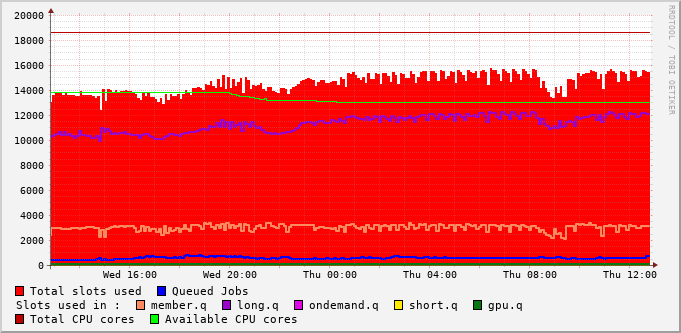 20000
18000
16000
14000
12000
10000
8000
6000
4000
2000
0
Wed 16:00 Wed 20:00 Thu 00:00 Thu 04:00 Thu 08:00 Thu 12:00
RRDTOOL / TOBI OETIKER
Total slots used Queued Jobs
Slots used in : member.q long.q ondemand.q short.q gpu.q
Total CPU cores Available CPU cores